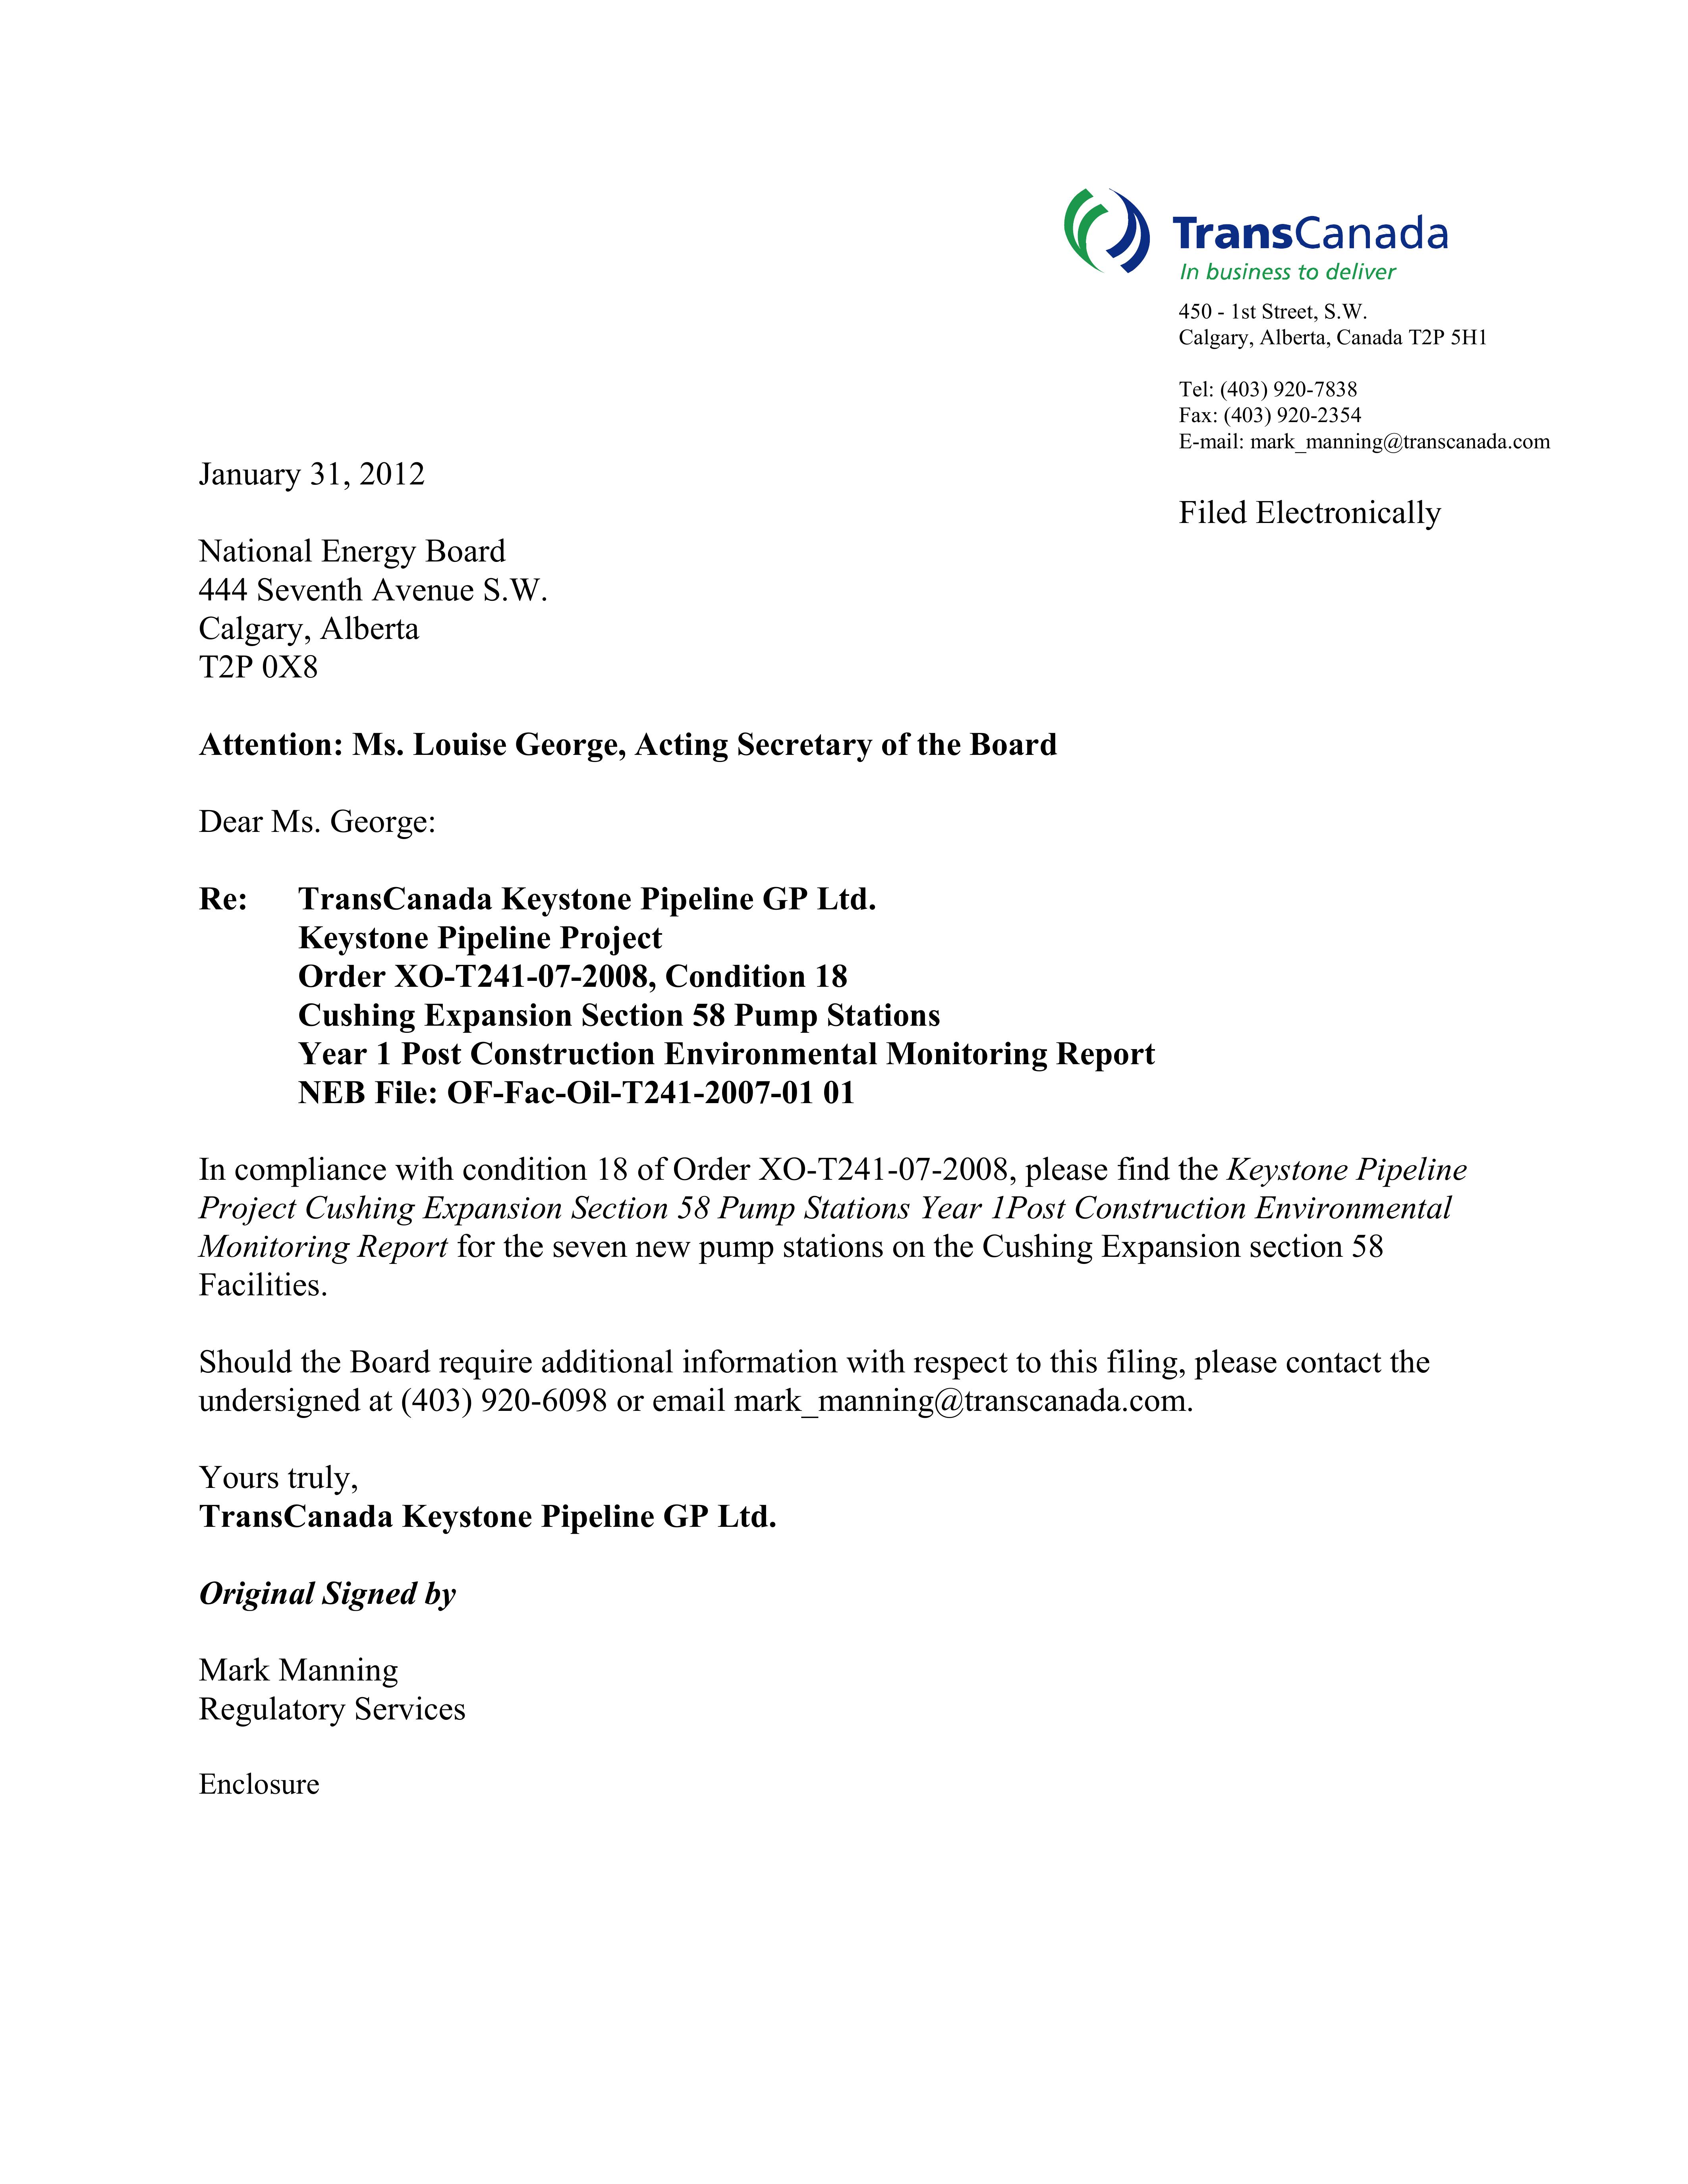 TransCanada
In business to deliver
450 - 1st Street, S.W.
Calgary, Alberta, Canada T2P 5H1
Tel: (403) 920-7838
Fax: (403) 920-2354
E-mail: mark_manning@transcanada.com
January 31, 2012
Filed Electronically
National Energy Board
444 Seventh Avenue S.W.
Calgary, Alberta
T2P 0X8
Attention: Ms. Louise George, Acting Secretary of the Board
Dear Ms. George:
Re: TransCanada Keystone Pipeline GP Ltd.
Keystone Pipeline Project
Order XO-T241-07-2008, Condition 18
Cushing Expansion Section 58 Pump Stations
Year 1 Post Construction Environmental Monitoring Report
NEB File: OF-Fac-Oil-T241-2007-01 01
In compliance with condition 18 of Order XO-T241-07-2008, please find the Keystone Pipeline
Project Cushing Expansion Section 58 Pump Stations Year 1Post Construction Environmental
Monitoring Report for the seven new pump stations on the Cushing Expansion section 58
Facilities.
Should the Board require additional information with respect to this filing, please contact the
undersigned at (403) 920-6098 or email mark_manning@transcanada.com.
Yours truly,
TransCanada Keystone Pipeline GP Ltd.
Original Signed by
Mark Manning
Regulatory Services
Enclosure